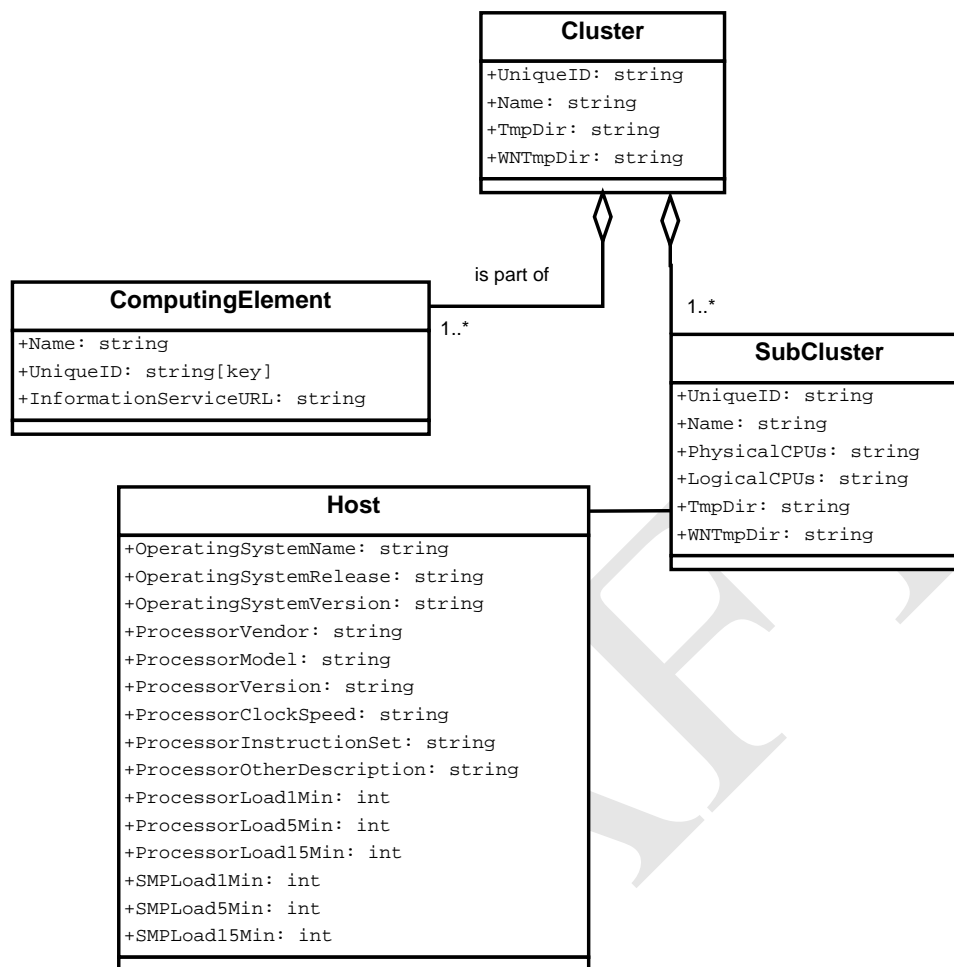 Cluster
+UniqueID: string
+Name: string
+TmpDir: string
+WNTmpDir: string
is part of
1..*
1..*
ComputingElement
+Name: string
+UniqueID: string[key]
+InformationServiceURL: string
SubCluster
+UniqueID: string
+Name: string
+PhysicalCPUs: string
+LogicalCPUs: string
+TmpDir: string
+WNTmpDir: string
Host
+OperatingSystemName: string
+OperatingSystemRelease: string
+OperatingSystemVersion: string
+ProcessorVendor: string
+ProcessorModel: string
+ProcessorVersion: string
+ProcessorClockSpeed: string
+ProcessorInstructionSet: string
+ProcessorOtherDescription: string
+ProcessorLoad1Min: int
+ProcessorLoad5Min: int
+ProcessorLoad15Min: int
+SMPLoad1Min: int
+SMPLoad5Min: int
+SMPLoad15Min: int